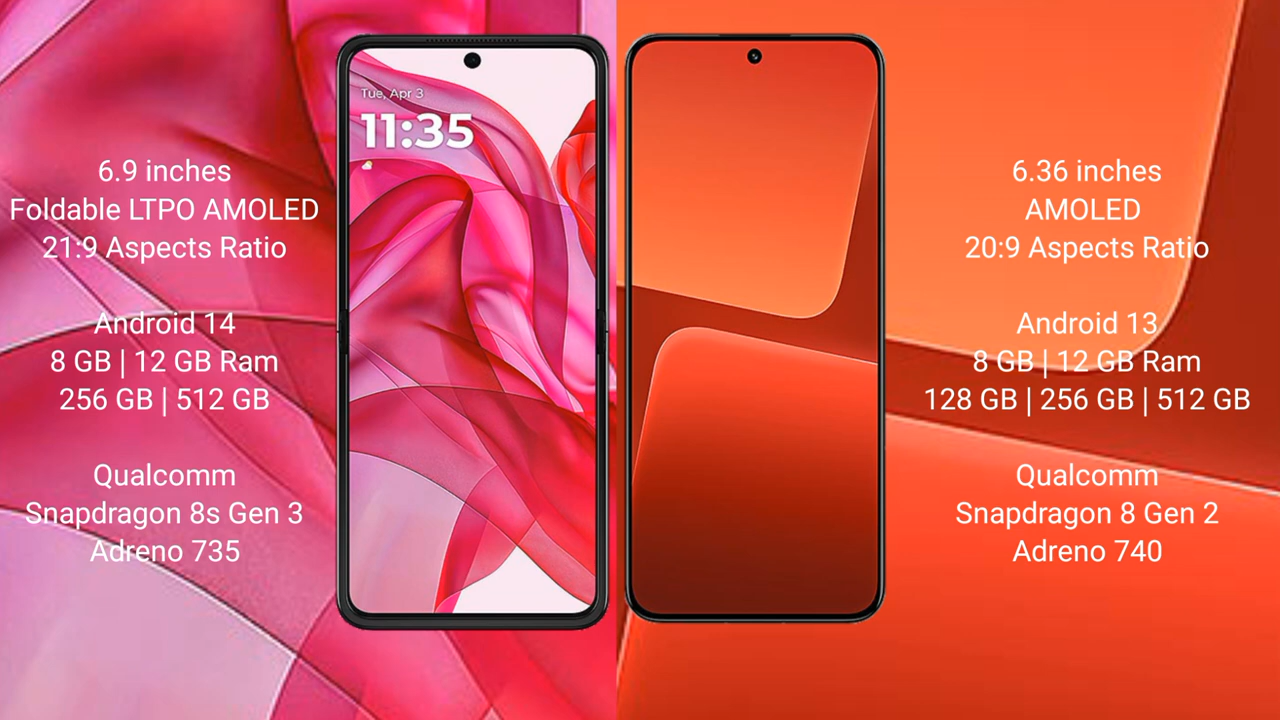 6.9 inches
Foldable LTPO AMOLED
21:9 Aspects Ratio
Android 14
8 GB | 12 GB Ram
256 GB | 512 GB
Qualcomm
Snapdragon 8s Gen 3
Adreno 735
Tue, Apr 3
11:35
6.36 inches
AMOLED
20:9 Aspects Ratio
Android 13
8 GB | 12 GB Ram
128 GB | 256 GB | 512 GB
Qualcomm
Snapdragon 8 Gen 2
Adreno 740